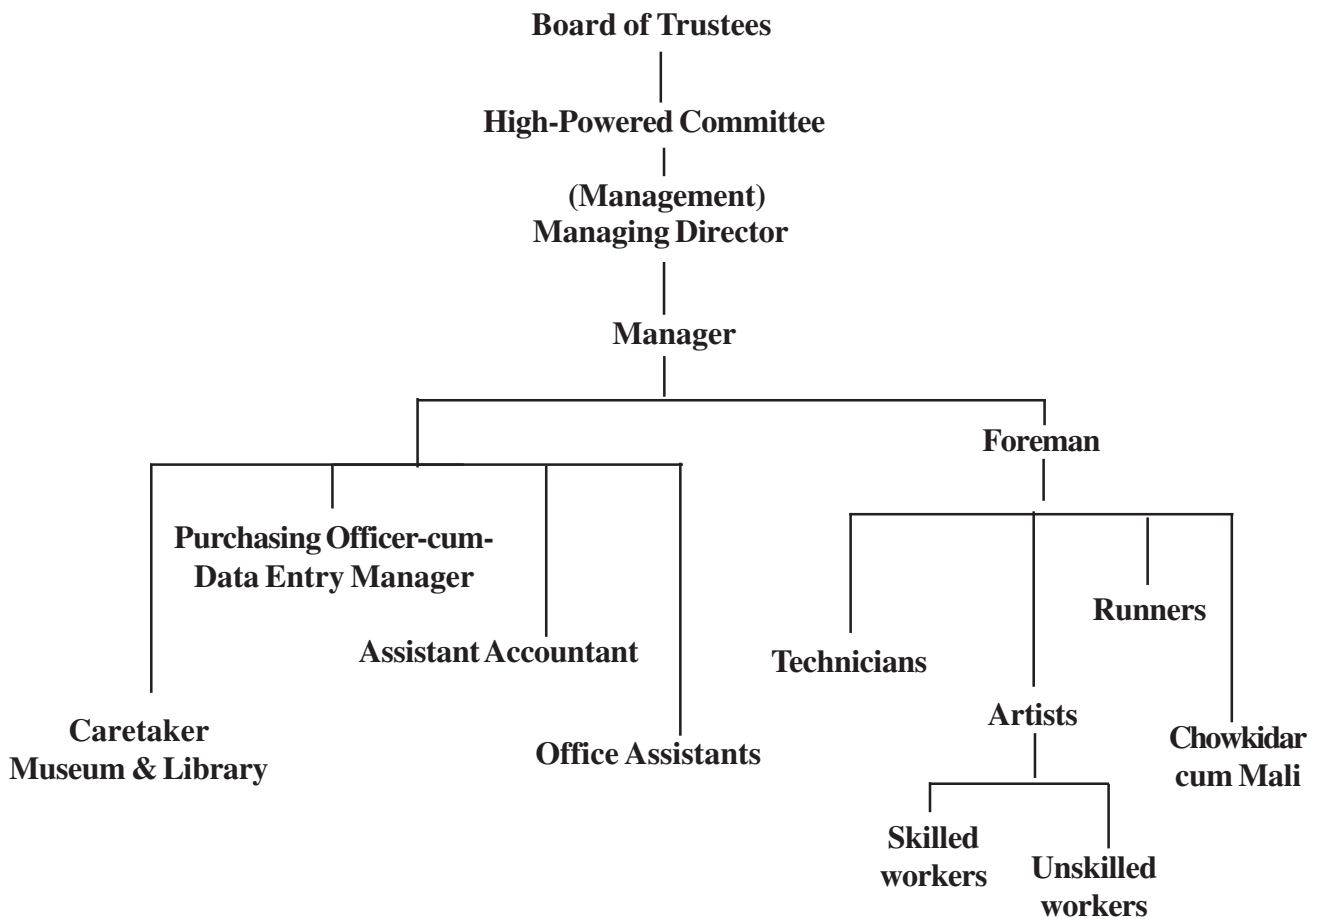 Board of Trustees
High-Powered Committee
(Management)
Managing Director
Manager
Foreman
Purchasing Officer-cum-
Data Entry Manager
Runners
Assistant Accountant
Technicians
Artists
Caretaker
Museum & Library
Office Assistants
Chowkidar
cum Mali
Skilled
workers
Unskilled
workers